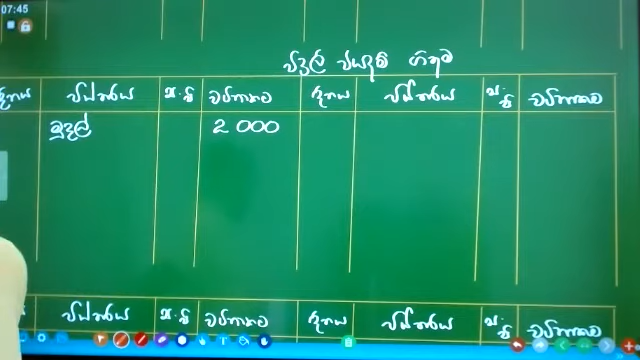 07:45
විදුලි වියදම් ගිණුම
දිනය විස්තරය ස.පි වටිනාකම දිනය විස්තරය ස.පි වටිනාකම
මුදල් 2 000
විස්තරය ස.පි වටිනාකම දිනය විස්තරය ස.පි වටිනාකම